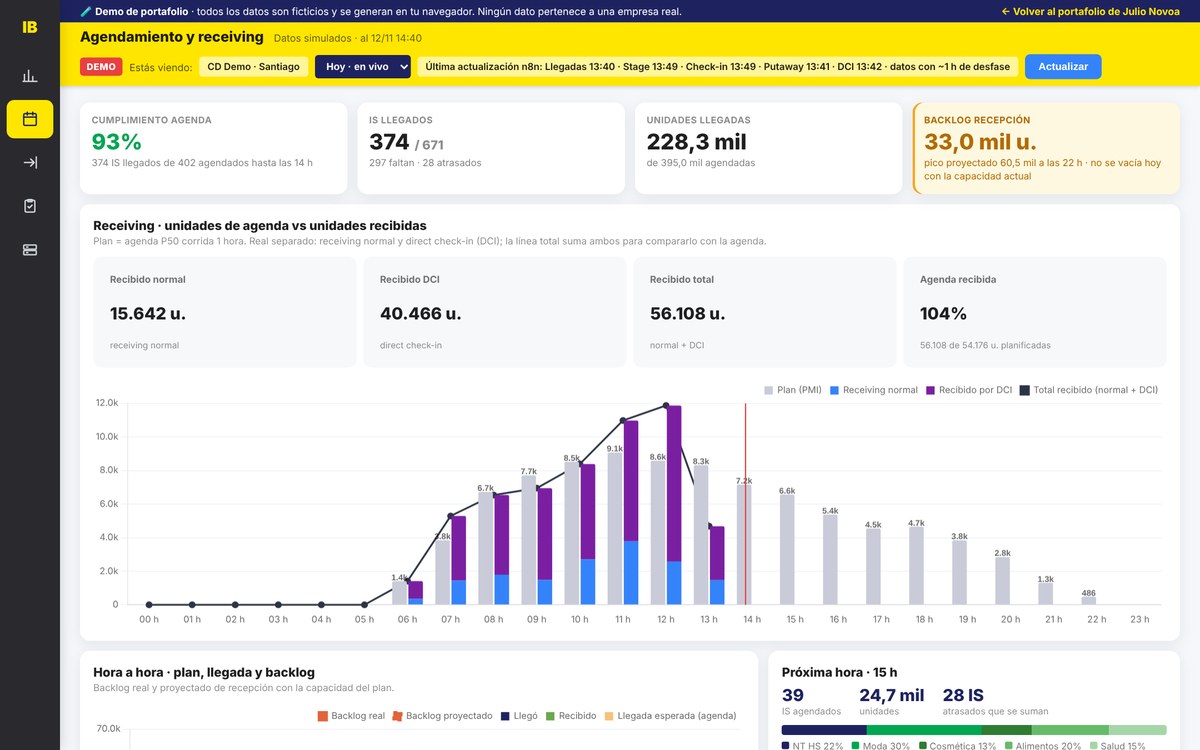 🧪 Demo de portafolio · todos los datos son ficticios y se generan en tu navegador. Ningún dato pertenece a una empresa real.
← Volver al portafolio de Julio Novoa
IB
Agendamiento y receiving
Datos simulados · al 12/11 14:40
DEMO
Estás viendo:
CD Demo · Santiago
Hoy · en vivo
Última actualización n8n: Llegadas 13:40 · Stage 13:49 · Check-in 13:49 · Putaway 13:41 · DCI 13:42 · datos con ~1 h de desfase
Actualizar
CUMPLIMIENTO AGENDA
93%
374 IS llegados de 402 agendados hasta las 14 h
IS LLEGADOS
374 / 671
297 faltan · 28 atrasados
UNIDADES LLEGADAS
228,3 mil
de 395,0 mil agendadas
BACKLOG RECEPCIÓN
33,0 mil u.
pico proyectado 60,5 mil a las 22 h · no se vacía hoy
con la capacidad actual
Receiving · unidades de agenda vs unidades recibidas
Plan = agenda P50 corrida 1 hora. Real separado: receiving normal y direct check-in (DCI); la línea total suma ambos para compararlo con la agenda.
Recibido normal
15.642 u.
receiving normal
Recibido DCI
40.466 u.
direct check-in
Recibido total
56.108 u.
normal + DCI
Agenda recibida
104%
56.108 de 54.176 u. planificadas
Plan (PMI)
Receiving normal
Recibido por DCI
Total recibido (normal + DCI)
12.0k
10.0k
8.0k
6.0k
4.0k
2.0k
0
1.4k
3.8k
6.7k
7.7k
8.5k
9.1k
8.6k
8.3k
7.2k
6.6k
5.4k
4.5k
4.7k
3.8k
2.8k
1.3k
486
00 h 01 h 02 h 03 h 04 h 05 h 06 h 07 h 08 h 09 h 10 h 11 h 12 h 13 h 14 h 15 h 16 h 17 h 18 h 19 h 20 h 21 h 22 h 23 h
Hora a hora · plan, llegada y backlog
Backlog real y proyectado de recepción con la capacidad del plan.
Backlog real
Backlog proyectado
Llegó
Recibido
Llegada esperada (agenda)
70.0k
Próxima hora · 15 h
39
IS agendados
24,7 mil
unidades
28 IS
atrasados que se suman
NT HS 22%
Moda 30%
Cosmética 13%
Alimentos 20%
Salud 15%